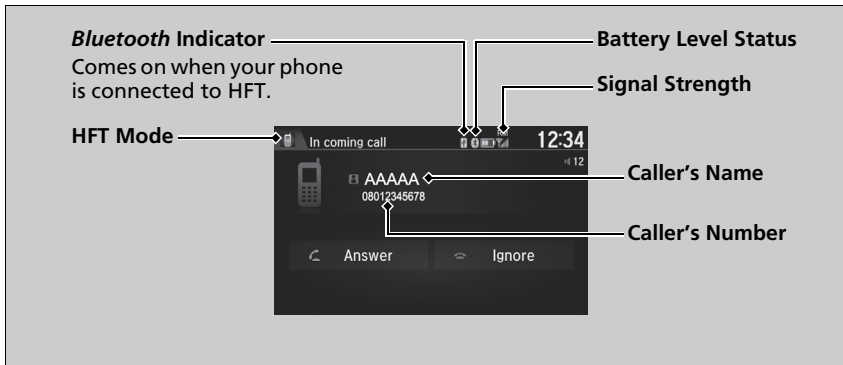 Bluetooth Indicator
Comes on when your phone
is connected to HFT.
Battery Level Status
Signal Strength
HFT Mode
In coming call
12:34
12
AAAAA
08012345678
Caller's Name
Caller's Number
Answer
Ignore